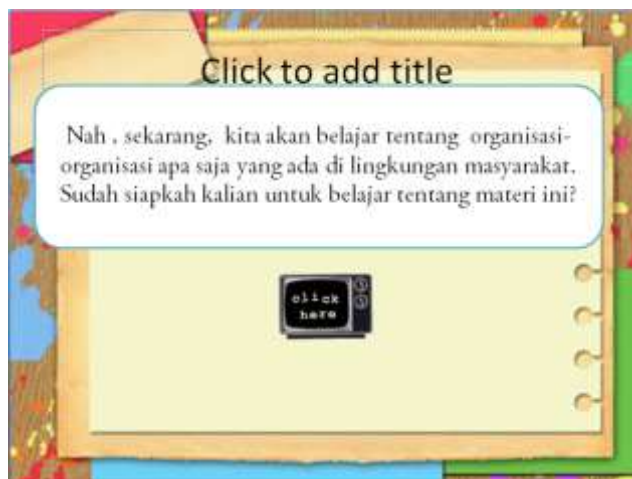 Click to add title
Nah , sekarang, kita akan belajar tentang organisasi-
organisasi apa saja yang ada di lingkungan masyarakat.
Sudah siapkah kalian untuk belajar tentang materi ini?
click
here